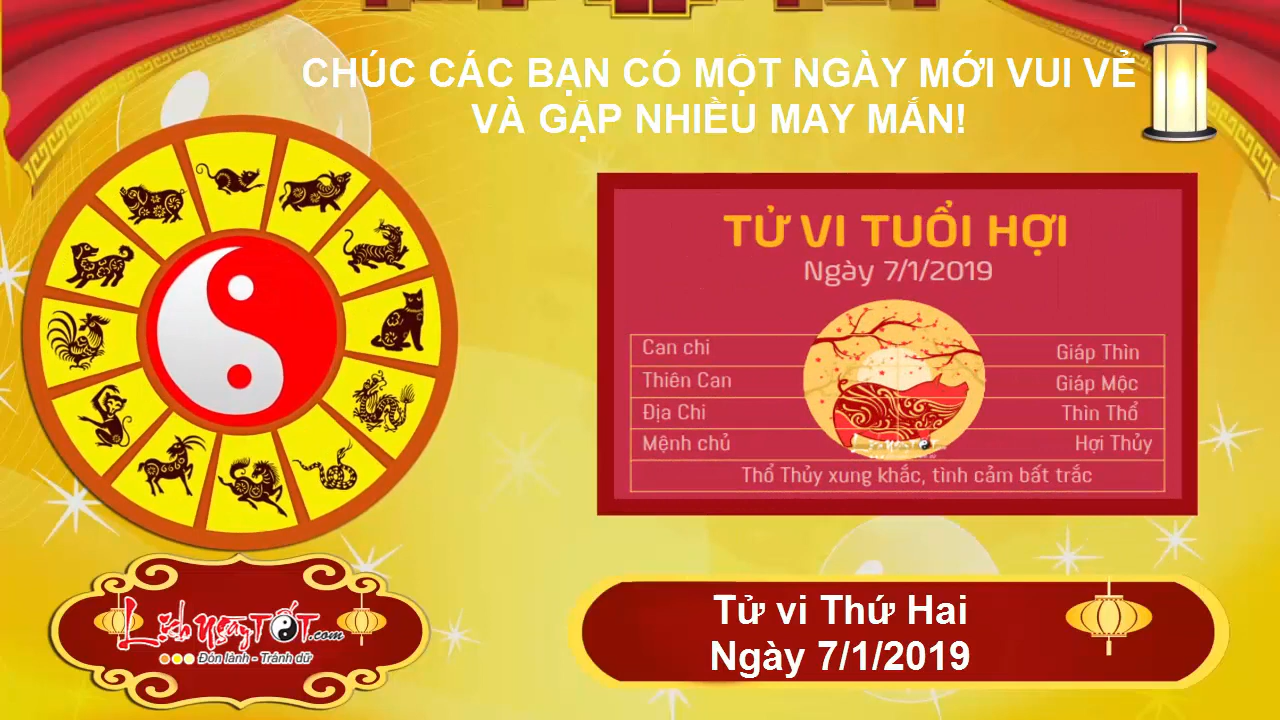 CHÚC CÁC BẠN CÓ MỘT NGÀY MỚI VUI VẺ
VÀ GẶP NHIỀU MAY MẮN!
TỬ VI TUỔI HỢI
Ngày 7/1/2019
Can chi Giáp Thìn
Thiên Can Giáp Mộc
Địa Chi Thìn Thổ
Mệnh chủ Hợi Thủy
LịchNgàyTỐT
Thổ Thủy xung khắc, tình cảm bất trắc
LịchNgàyTỐT.com
Đón lành - Tránh dữ
Tử vi Thứ Hai
Ngày 7/1/2019